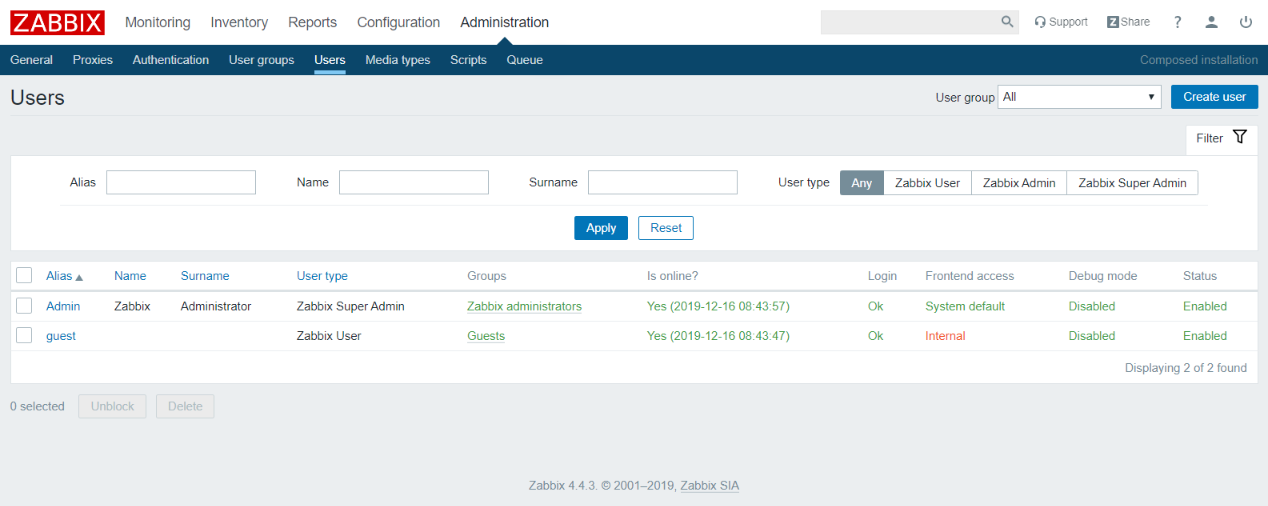 ZABBIX Monitoring Inventory Reports Configuration Administration Support Z Share ?
General Proxies Authentication User groups Users Media types Scripts Queue Composed installation
Users User group All Create user
Filter
Alias Name Surname User type Any Zabbix User Zabbix Admin Zabbix Super Admin
Apply Reset
Alias Name Surname User type Groups Is online? Login Frontend access Debug mode Status
Admin Zabbix Administrator Zabbix Super Admin Zabbix administrators Yes (2019-12-16 08:43:57) Ok System default Disabled Enabled
guest Zabbix User Guests Yes (2019-12-16 08:43:47) Ok Internal Disabled Enabled
Displaying 2 of 2 found
0 selected Unblock Delete
Zabbix 4.4.3. © 2001–2019, Zabbix SIA